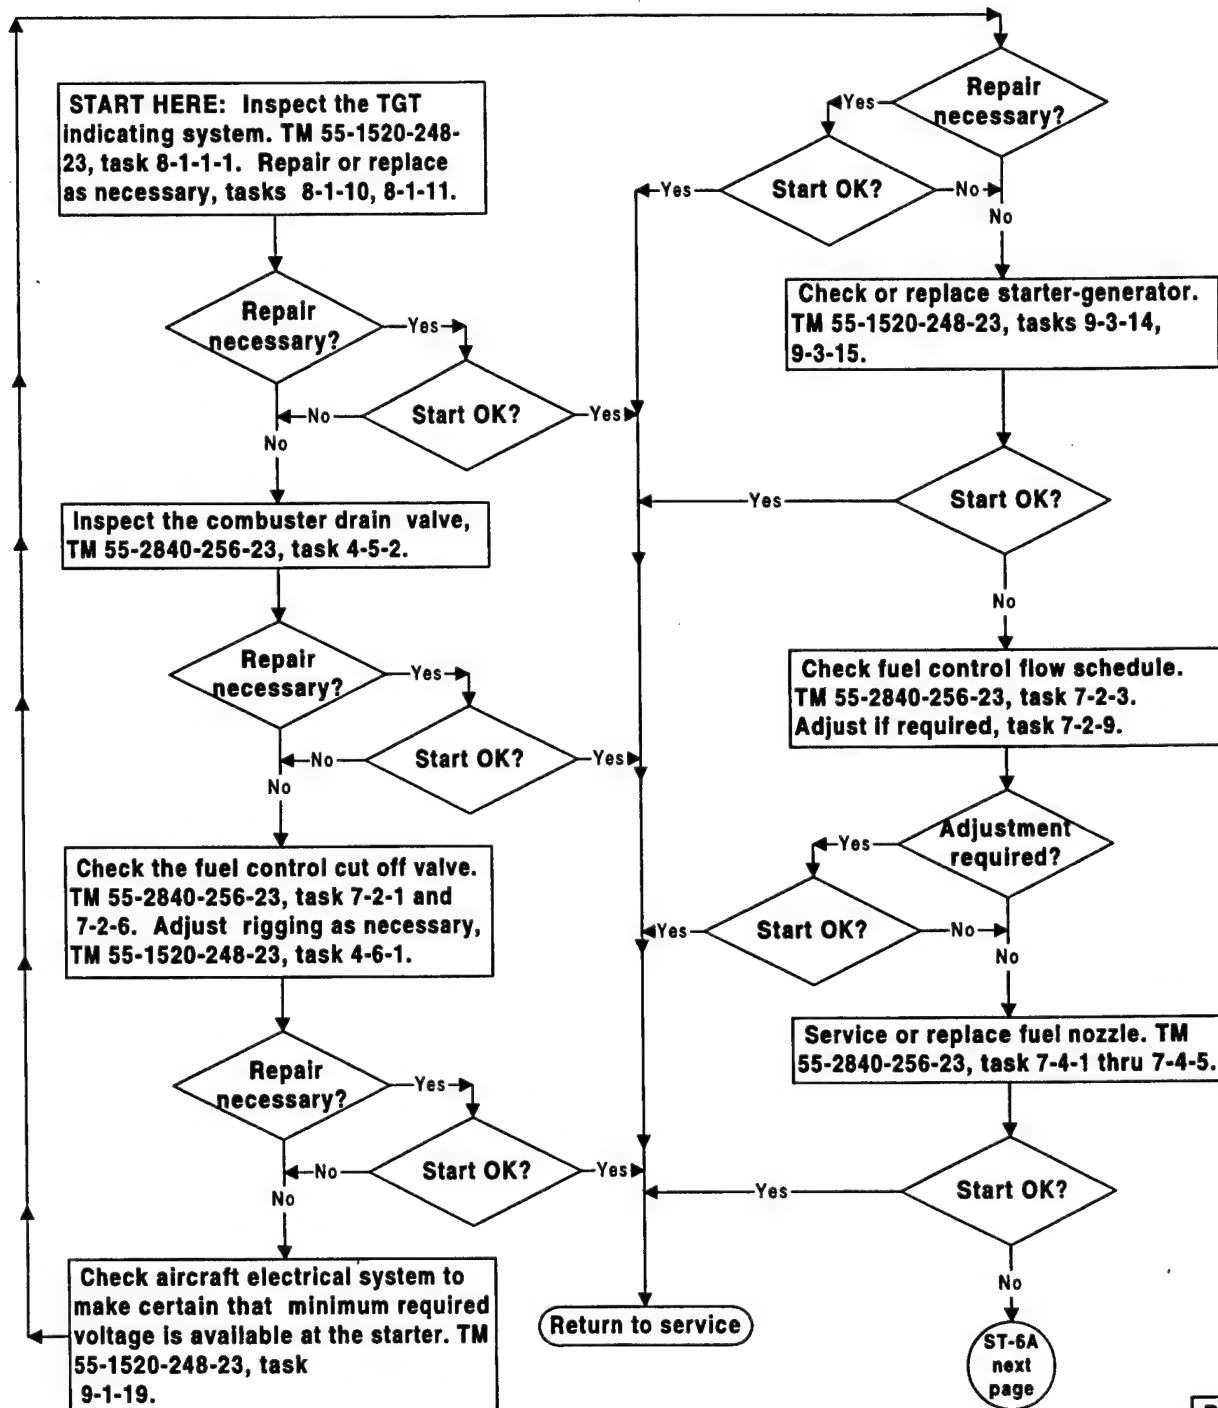 START HERE: Inspect the TGT
indicating system. TM 55-1520-248-
23, task 8-1-1-1. Repair or replace
as necessary, tasks 8-1-10, 8-1-11.
Repair
necessary?
Yes
Start OK?
No
Yes
No
Inspect the combuster drain valve,
TM 55-2840-256-23, task 4-5-2.
Repair
necessary?
Yes
Start OK?
No
Yes
No
Check the fuel control cut off valve.
TM 55-2840-256-23, task 7-2-1 and
7-2-6. Adjust rigging as necessary,
TM 55-1520-248-23, task 4-6-1.
Repair
necessary?
Yes
Start OK?
No
Yes
No
Check aircraft electrical system to
make certain that minimum required
voltage is available at the starter. TM
55-1520-248-23, task
9-1-19.
Repair
necessary?
Yes
Start OK?
Yes
No
No
Check or replace starter-generator.
TM 55-1520-248-23, tasks 9-3-14,
9-3-15.
Start OK?
Yes
No
Check fuel control flow schedule.
TM 55-2840-256-23, task 7-2-3.
Adjust if required, task 7-2-9.
Adjustment
required?
Yes
Start OK?
Yes
No
No
Service or replace fuel nozzle. TM
55-2840-256-23, task 7-4-1 thru 7-4-5.
Start OK?
Yes
No
Return to service
ST-6A
next
page